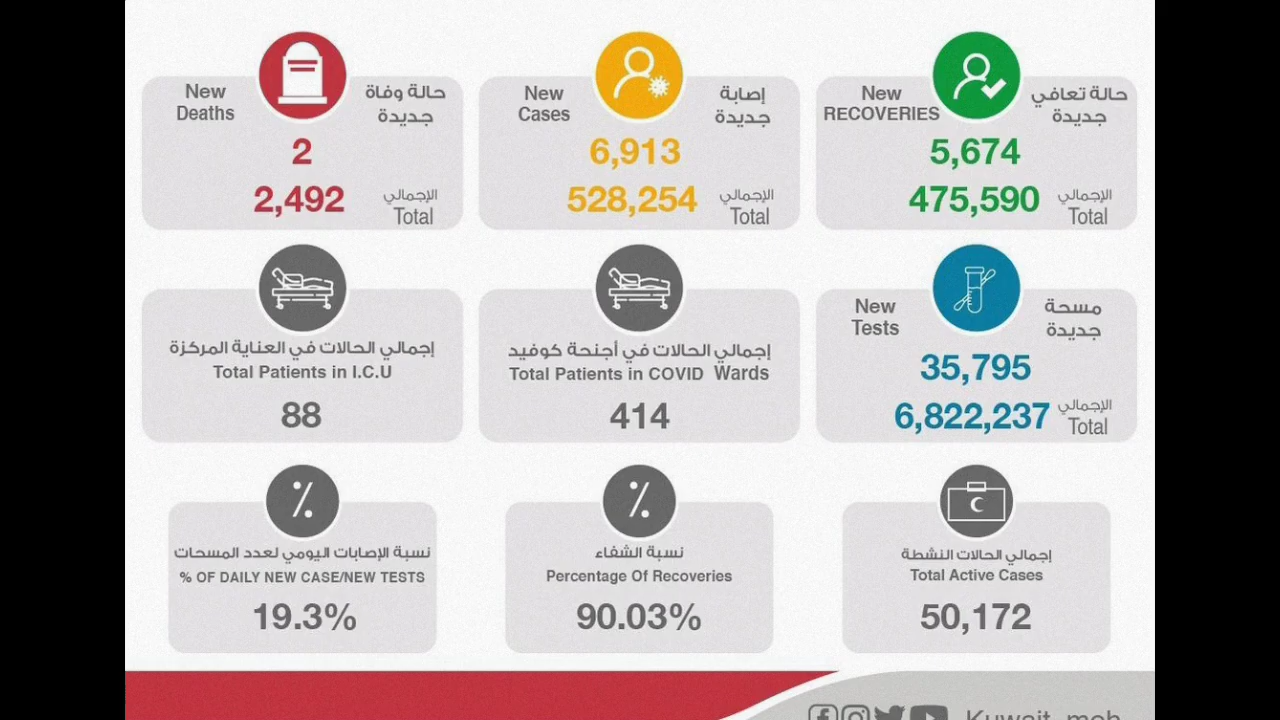 New Deaths
حالة وفاة جديدة
2
2,492
الإجمالي
Total
New Cases
إصابة جديدة
6,913
528,254
الإجمالي
Total
New RECOVERIES
حالة تعافي جديدة
5,674
475,590
الإجمالي
Total
إجمالي الحالات في العناية المركزة
Total Patients in I.C.U
88
إجمالي الحالات في أجنحة كوفيد
Total Patients in COVID Wards
414
New Tests
مسحة جديدة
35,795
6,822,237
الإجمالي
Total
نسبة الإصابات اليومي لعدد المسحات
% OF DAILY NEW CASE/NEW TESTS
19.3%
نسبة الشفاء
Percentage Of Recoveries
90.03%
إجمالي الحالات النشطة
Total Active Cases
50,172
Kuwait_moh